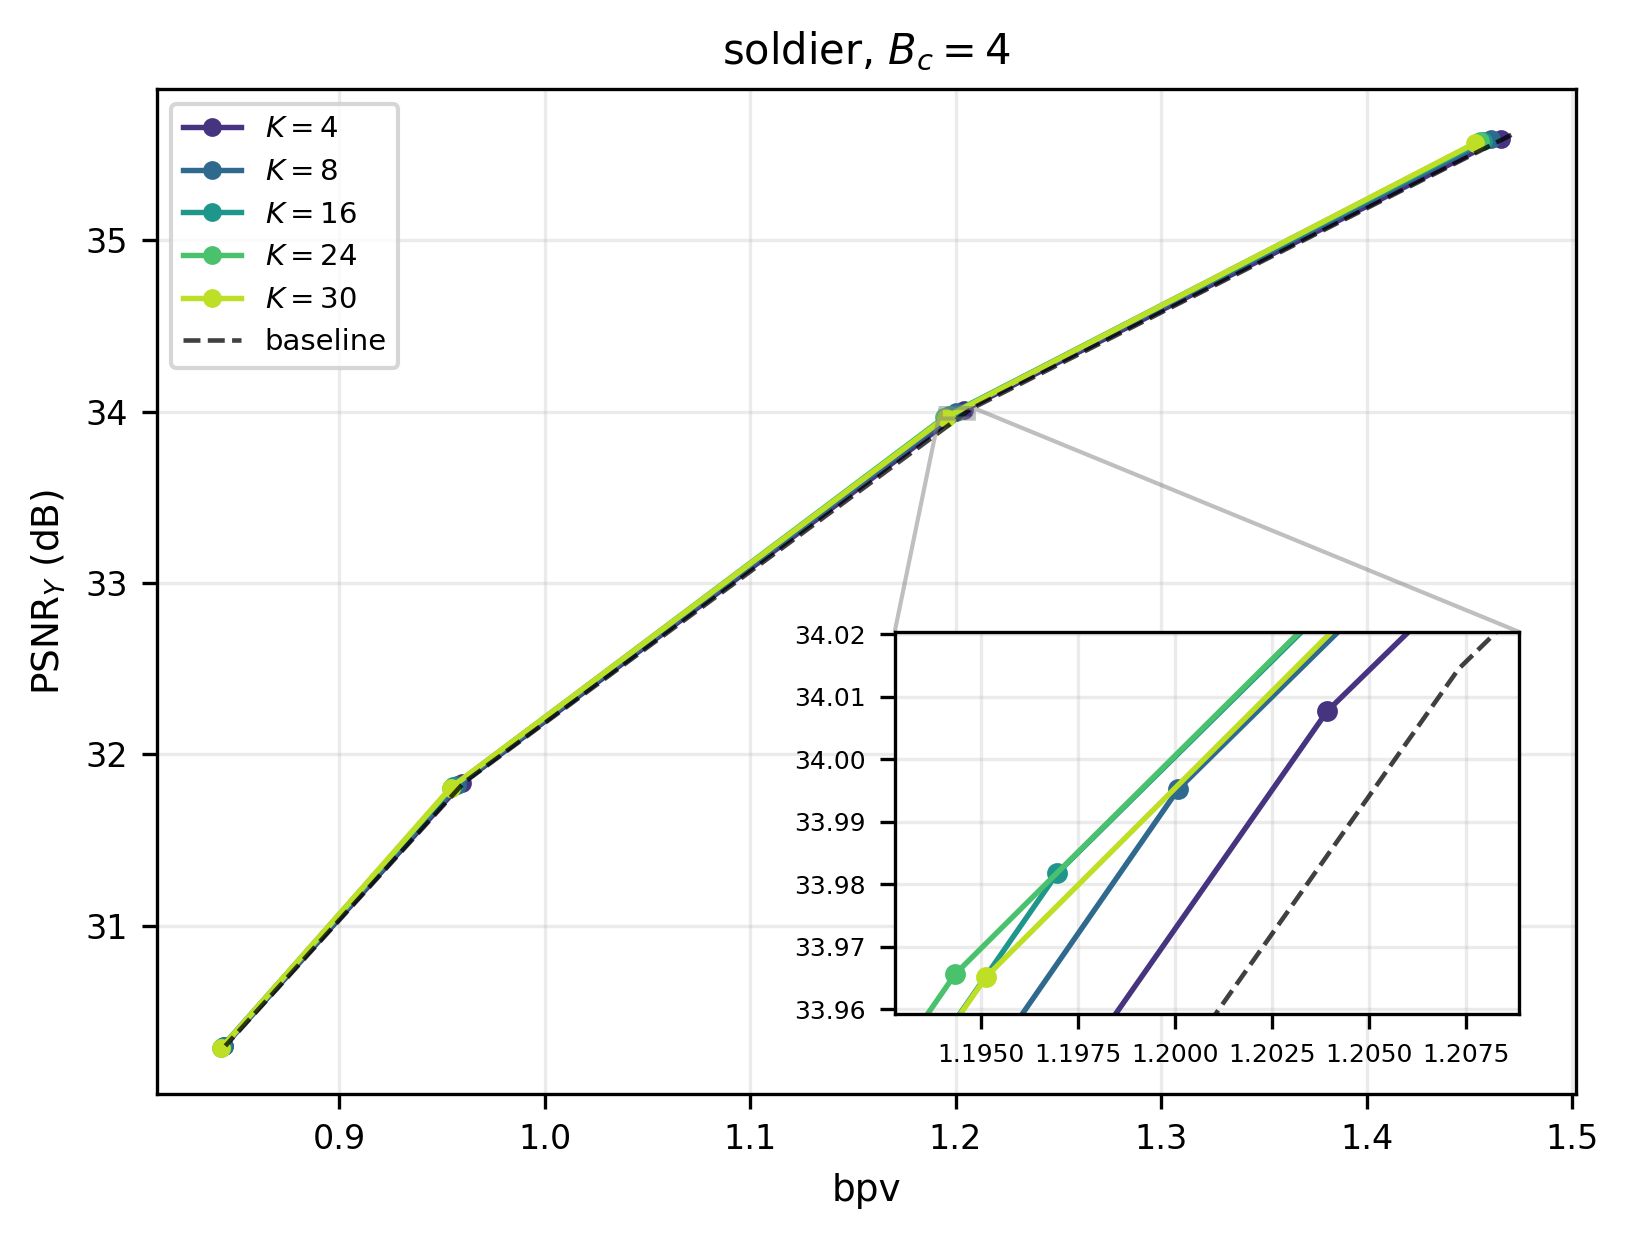 soldier, $B_c = 4$
K = 4
K = 8
K = 16
K = 24
K = 30
baseline
PSNR$_Y$ (dB)
35
34
33
32
31
34.02
34.01
34.00
33.99
33.98
33.97
33.96
1.1950 1.1975 1.2000 1.2025 1.2050 1.2075
0.9 1.0 1.1 1.2 1.3 1.4 1.5
bpv